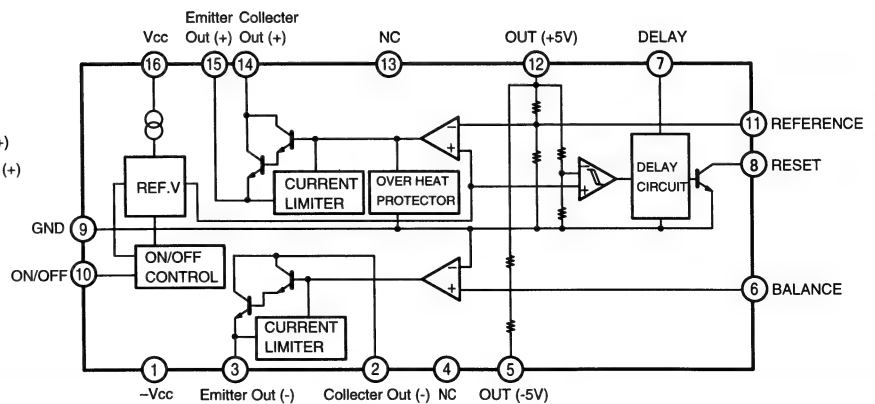 Emitter Collecter
Vcc Out (+) Out (+) NC OUT (+5V) DELAY
16 15 14 13 12 7
11 REFERENCE
+)
(+)
8 RESET
REF.V
CURRENT LIMITER
OVER HEAT PROTECTOR
DELAY CIRCUIT
− +
− +
GND 9
ON/OFF 10
ON/OFF CONTROL
− +
6 BALANCE
CURRENT LIMITER
1 3 2 4 5
–Vcc Emitter Out (-) Collecter Out (-) NC OUT (-5V)